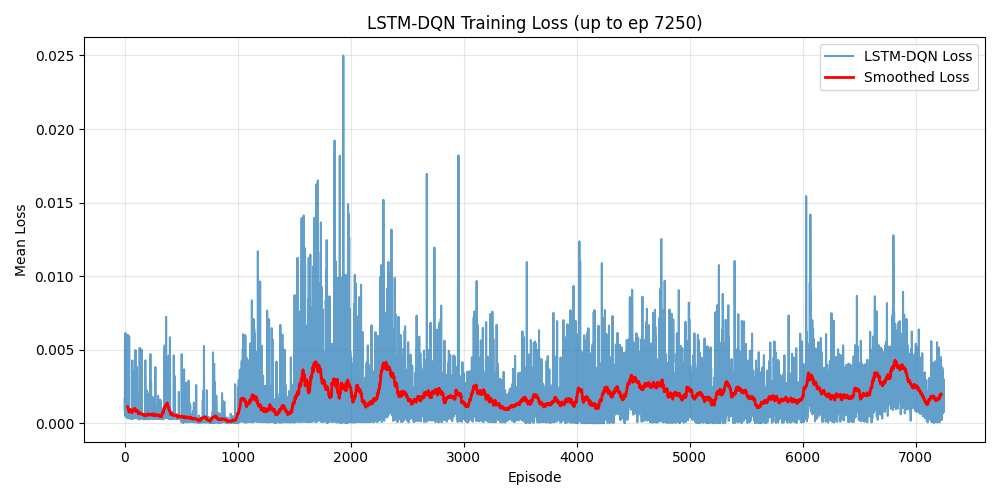 LSTM-DQN Training Loss (up to ep 7250)
LSTM-DQN Loss
Smoothed Loss
Mean Loss
0.025
0.020
0.015
0.010
0.005
0.000
0 1000 2000 3000 4000 5000 6000 7000
Episode